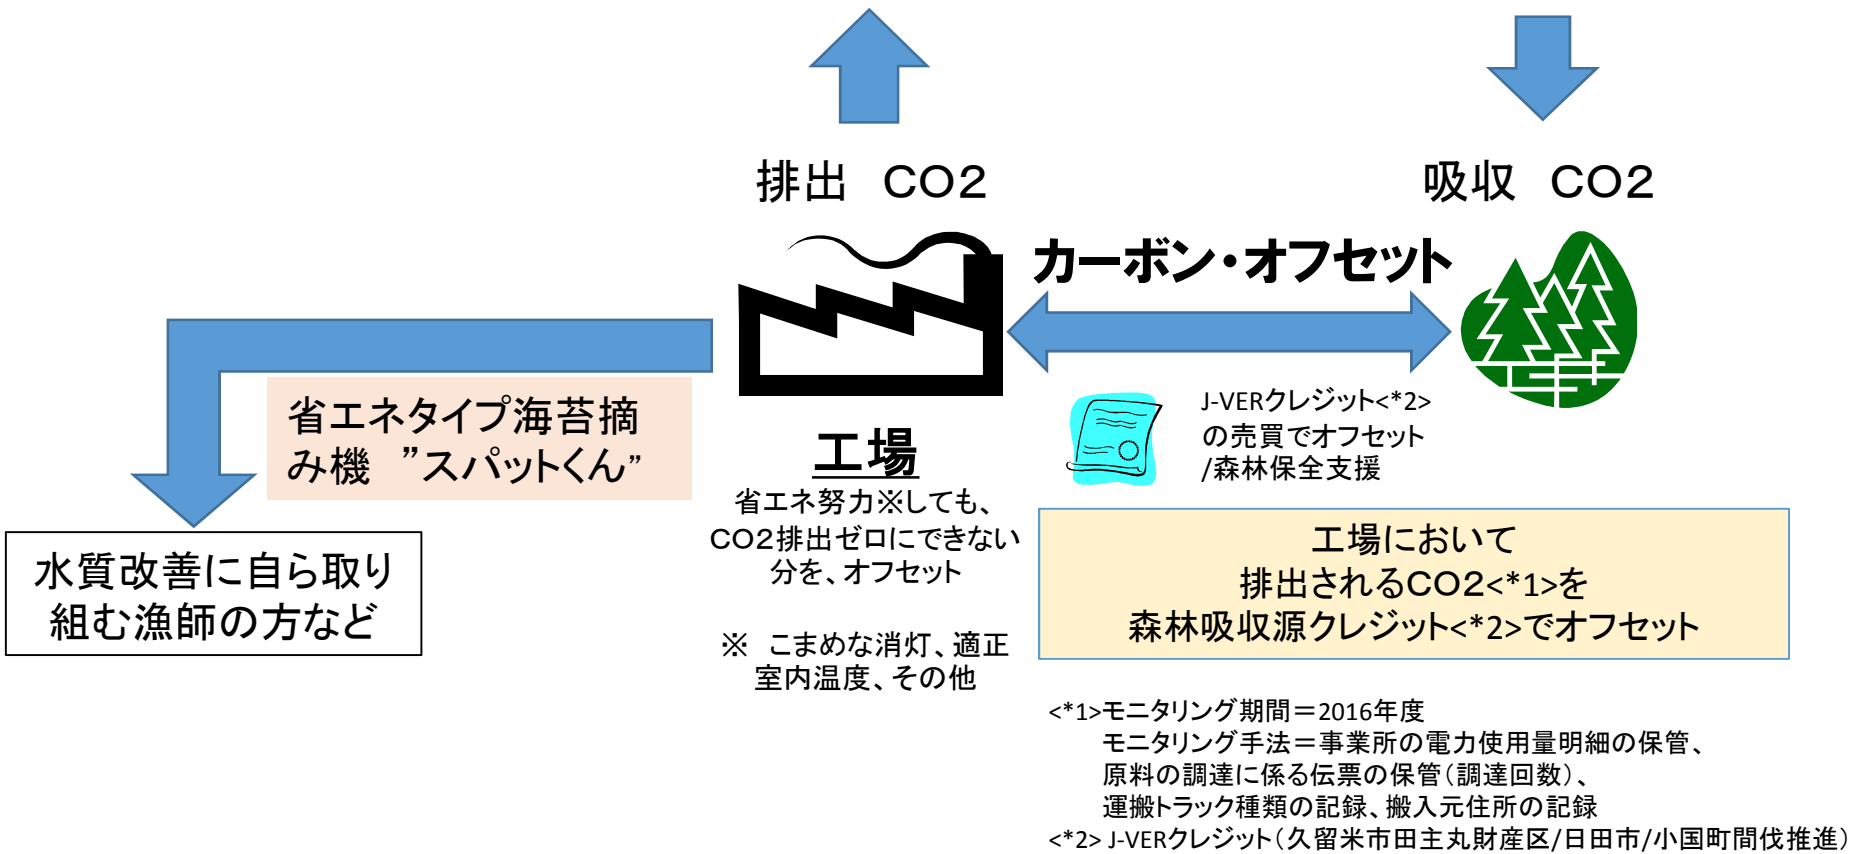 排出　CO2
吸収　CO2
カーボン・オフセット
省エネタイプ海苔摘
み機　”スパットくん”
水質改善に自ら取り
組む漁師の方など
工場
省エネ努力※しても、
CO2排出ゼロにできない
分を、オフセット
※　こまめな消灯、適正
室内温度、その他
J-VERクレジット<*2>
の売買でオフセット
/森林保全支援
工場において
排出されるCO2<*1>を
森林吸収源クレジット<*2>でオフセット
<*1>モニタリング期間＝2016年度
モニタリング手法＝事業所の電力使用量明細の保管、
原料の調達に係る伝票の保管（調達回数）、
運搬トラック種類の記録、搬入元住所の記録
<*2> J-VERクレジット（久留米市田主丸財産区/日田市/小国町間伐推進）